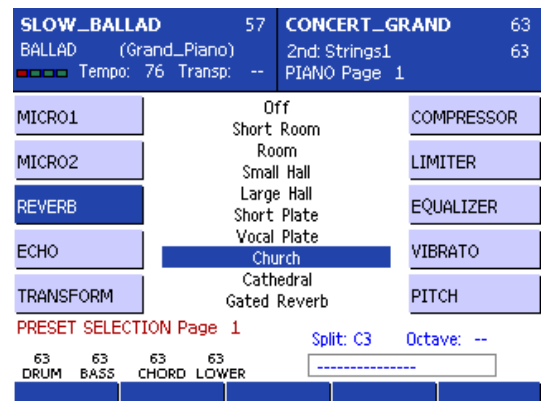 SLOW_BALLAD 57
BALLAD (Grand_Piano)
Tempo: 76 Transp: --
CONCERT_GRAND 63
2nd: Strings1 63
PIANO Page 1
MICRO1
MICRO2
REVERB
ECHO
TRANSFORM
Off
Short Room
Room
Small Hall
Large Hall
Short Plate
Vocal Plate
Church
Cathedral
Gated Reverb
COMPRESSOR
LIMITER
EQUALIZER
VIBRATO
PITCH
PRESET SELECTION Page 1
Split: C3 Octave: --
63 63 63 63
DRUM BASS CHORD LOWER
---------------